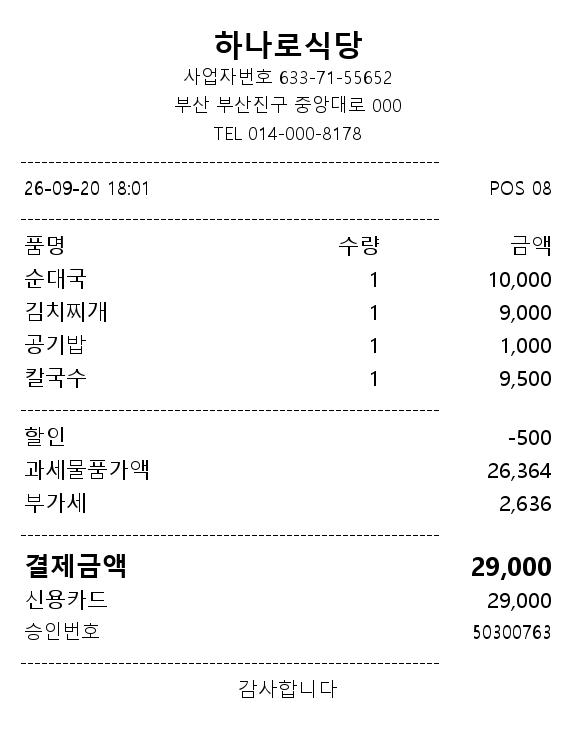 하나로식당
사업자번호 633-71-55652
부산 부산진구 중앙대로 000
TEL 014-000-8178
26-09-20 18:01 POS 08
품명 수량 금액
순대국 1 10,000
김치찌개 1 9,000
공기밥 1 1,000
칼국수 1 9,500
할인 -500
과세물품가액 26,364
부가세 2,636
결제금액 29,000
신용카드 29,000
승인번호 50300763
감사합니다